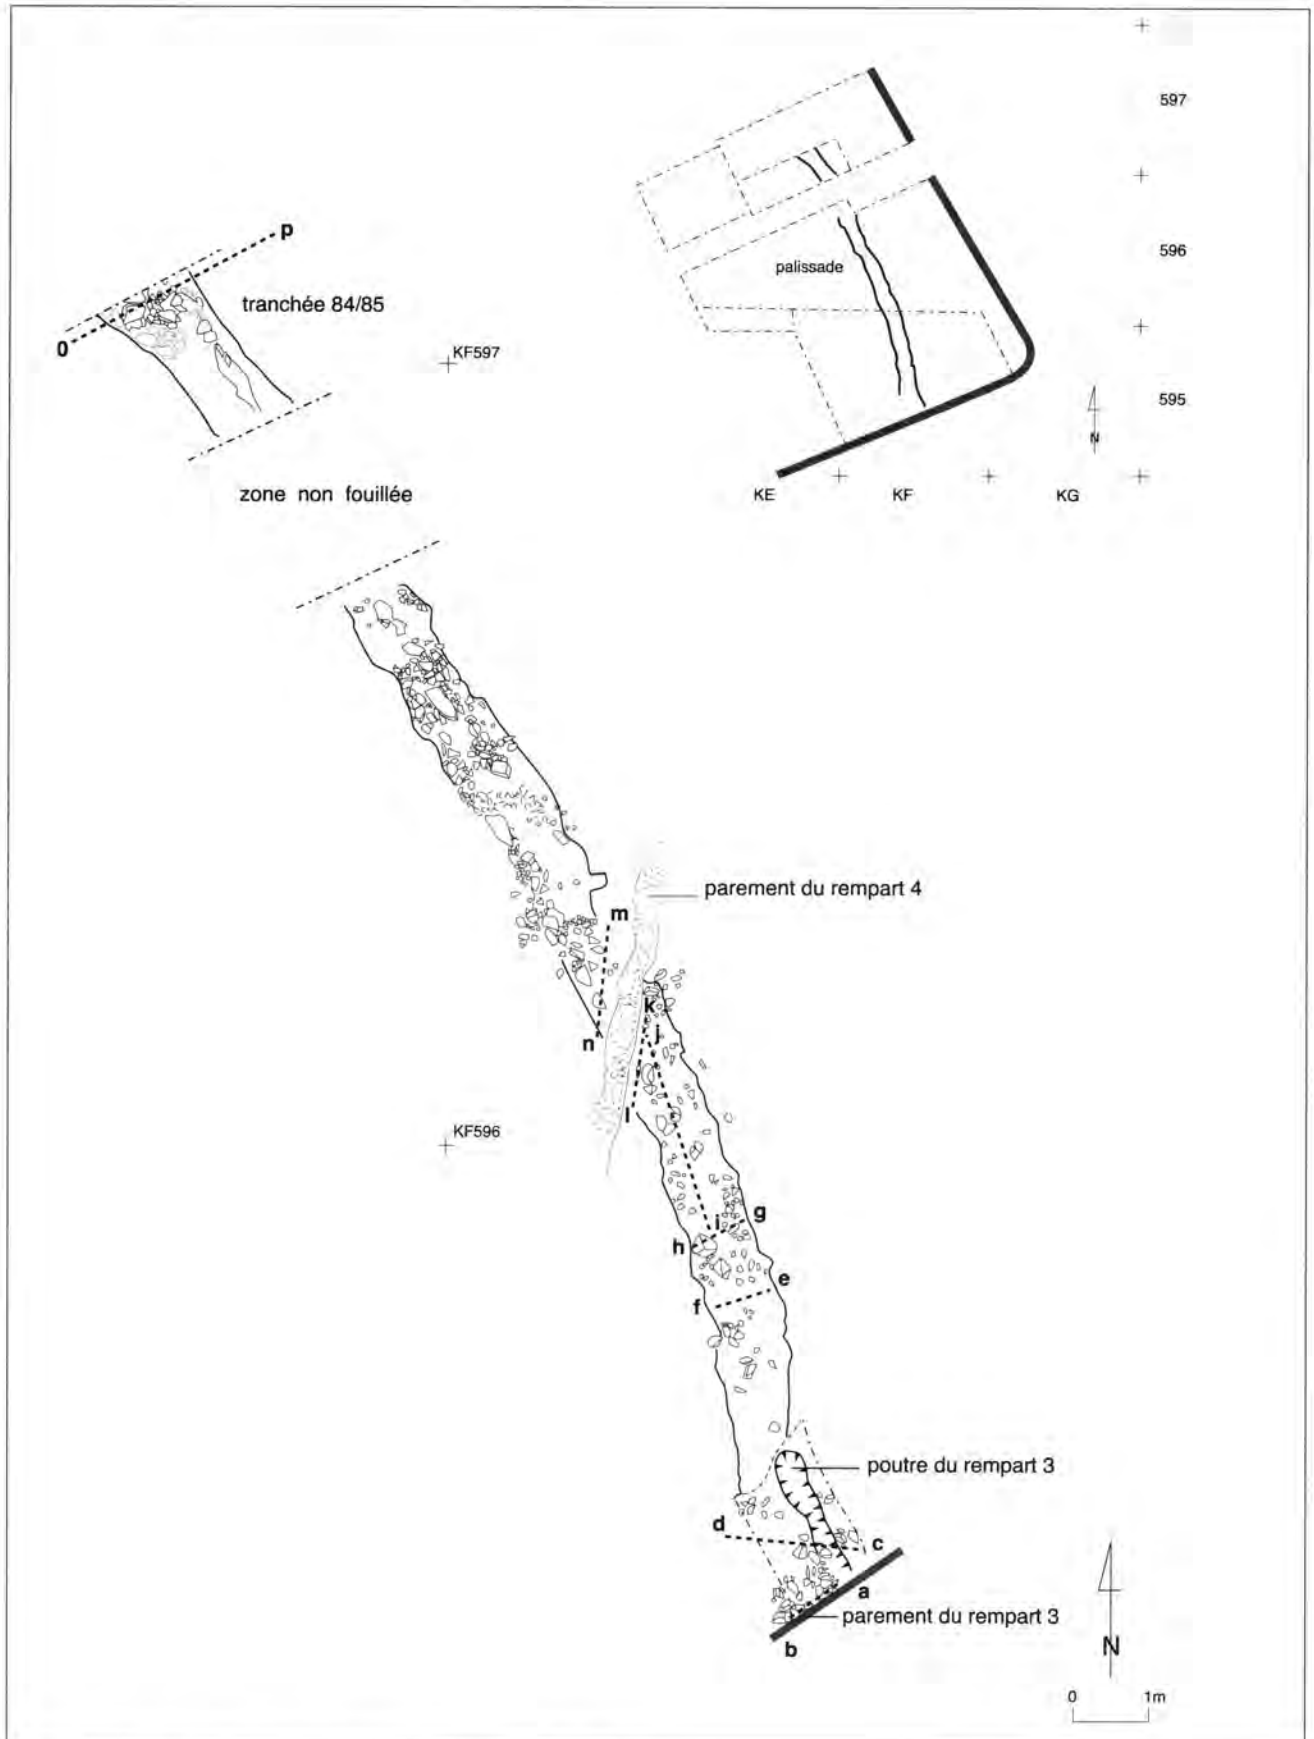 597
596
palissade
595
N
KE
KF
KG
p
tranchée 84/85
0
KF597
zone non fouillée
parement du rempart 4
m
k
j
n
l
KF596
g
i
h
e
f
poutre du rempart 3
d
c
a
parement du rempart 3
b
N
0
1m